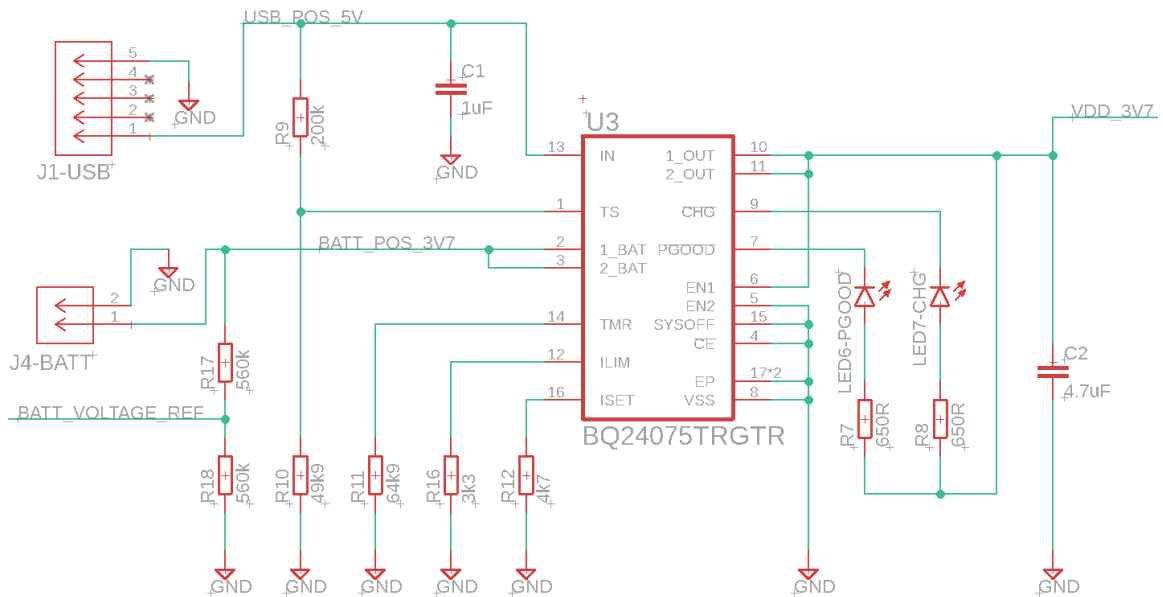 USB_POS_5V
5
4
3
2
1
GND
J1-USB
R9
200k
C1
1uF
GND
U3
13
IN
1
TS
2
1_BAT
3
2_BAT
14
TMR
12
ILIM
16
ISET
1_OUT
10
2_OUT
11
CHG
9
PGOOD
7
EN1
6
EN2
5
SYSOFF
15
CE
4
EP
17*2
VSS
8
BQ24075TRGTR
VDD_3V7
BATT_POS_3V7
GND
2
1
J4-BATT
R17
560k
BATT_VOLTAGE_REF
R18
560k
R10
49k9
R11
64k9
R16
3k3
R12
4k7
LED6-PGOOD
LED7-CHG
R7
650R
R8
650R
C2
4.7uF
GND
GND
GND
GND
GND
GND
GND